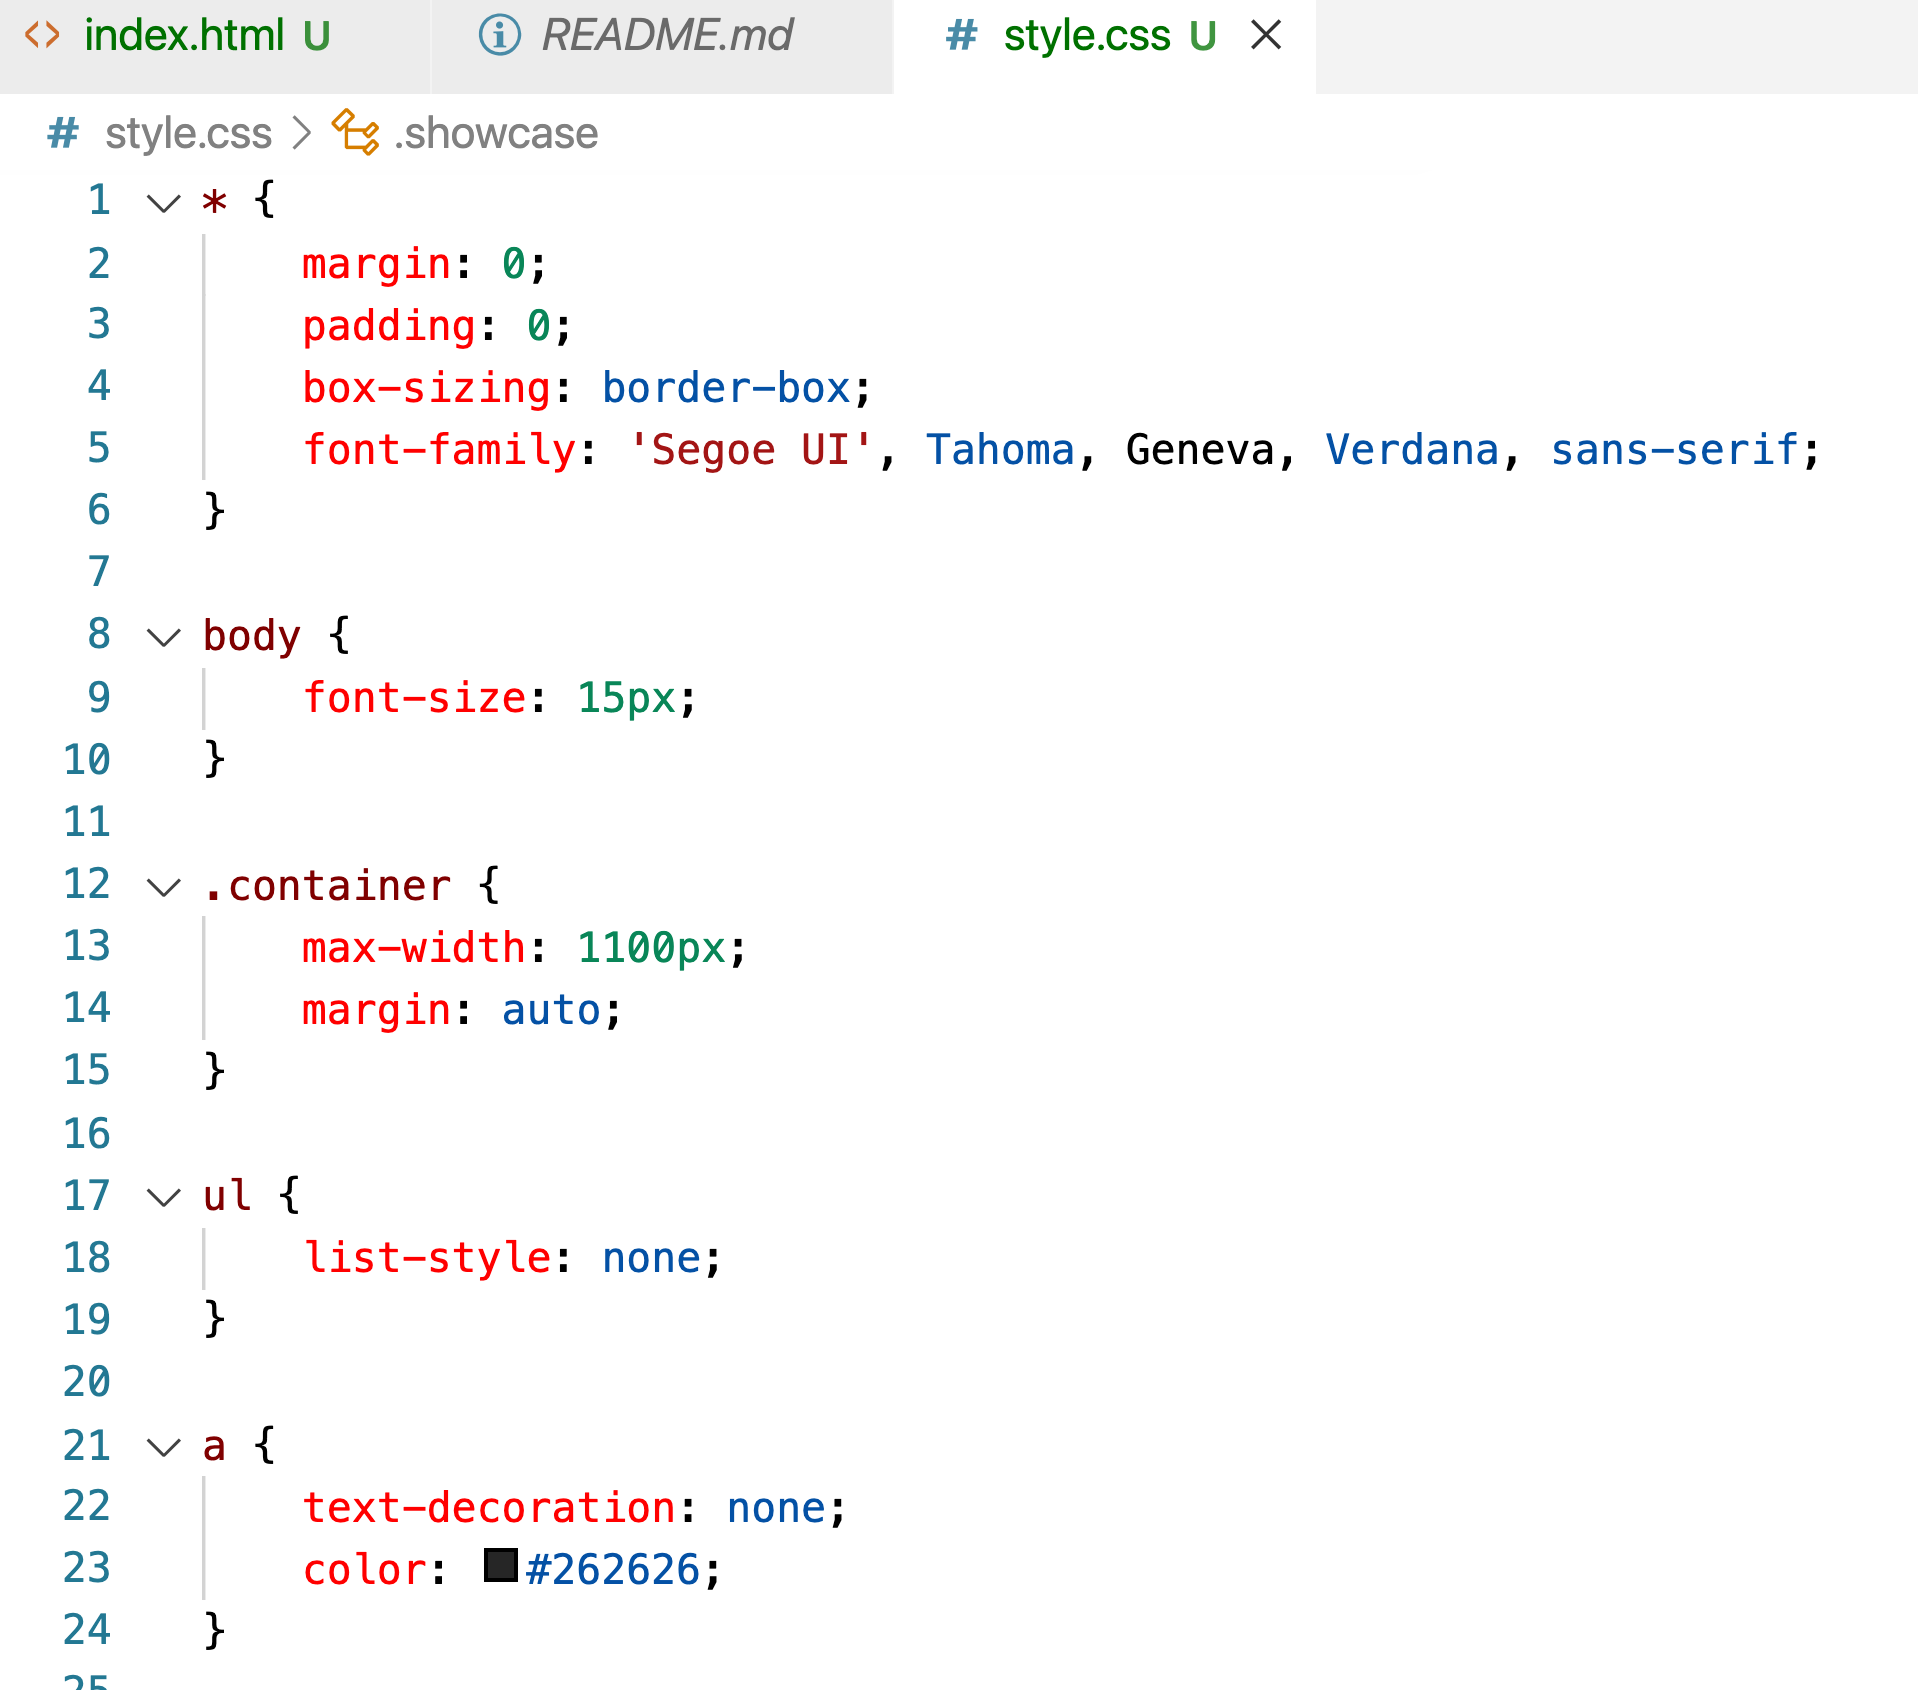 index.html U README.md style.css U
style.css > .showcase
1 * {
2 margin: 0;
3 padding: 0;
4 box-sizing: border-box;
5 font-family: 'Segoe UI', Tahoma, Geneva, Verdana, sans-serif;
6 }
7
8 body {
9 font-size: 15px;
10 }
11
12 .container {
13 max-width: 1100px;
14 margin: auto;
15 }
16
17 ul {
18 list-style: none;
19 }
20
21 a {
22 text-decoration: none;
23 color: #262626;
24 }
25